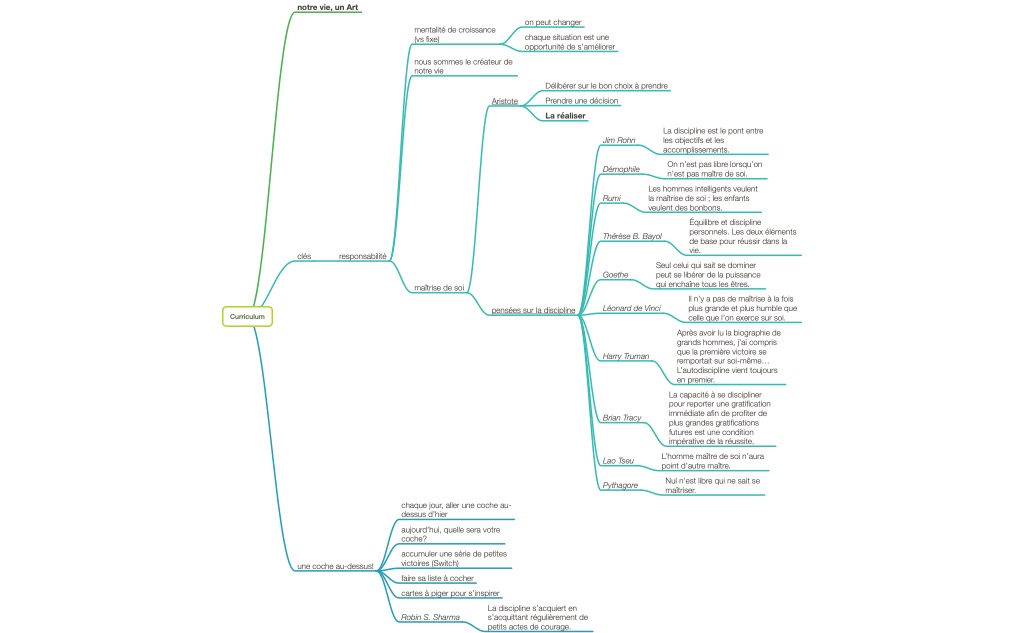 notre vie, un Art
mentalité de croissance
(vs fixe)
on peut changer
chaque situation est une
opportunité de s'améliorer
nous sommes le créateur de
notre vie
Aristote
Délibérer sur le bon choix à prendre
Prendre une décision
La réaliser
Jim Rohn
La discipline est le pont entre
les objectifs et les
accomplissements.
Démophile
On n'est pas libre lorsqu'on
n'est pas maître de soi.
Rumi
Les hommes intelligents veulent
la maîtrise de soi ; les enfants
veulent des bonbons.
Thérèse B. Bayol
Équilibre et discipline
personnels. Les deux éléments
de base pour réussir dans la
vie.
clés
responsabilité
maîtrise de soi
Goethe
Seul celui qui sait se dominer
peut se libérer de la puissance
qui enchaîne tous les êtres.
pensées sur la discipline
Léonard de Vinci
Il n'y a pas de maîtrise à la fois
plus grande et plus humble que
celle que l'on exerce sur soi.
Curriculum
Harry Truman
Après avoir lu la biographie de
grands hommes, j'ai compris
que la première victoire se
remportait sur soi-même…
L'autodiscipline vient toujours
en premier.
Brian Tracy
La capacité à se discipliner
pour reporter une gratification
immédiate afin de profiter de
plus grandes gratifications
futures est une condition
impérative de la réussite.
Lao Tseu
L'homme maître de soi n'aura
point d'autre maître.
Pythagore
Nul n'est libre qui ne sait se
maîtriser.
une coche au-dessus!
chaque jour, aller une coche au-
dessus d'hier
aujourd'hui, quelle sera votre
coche?
accumuler une série de petites
victoires (Switch)
faire sa liste à cocher
cartes à piger pour s'inspirer
Robin S. Sharma
La discipline s'acquiert en
s'acquittant régulièrement de
petits actes de courage.